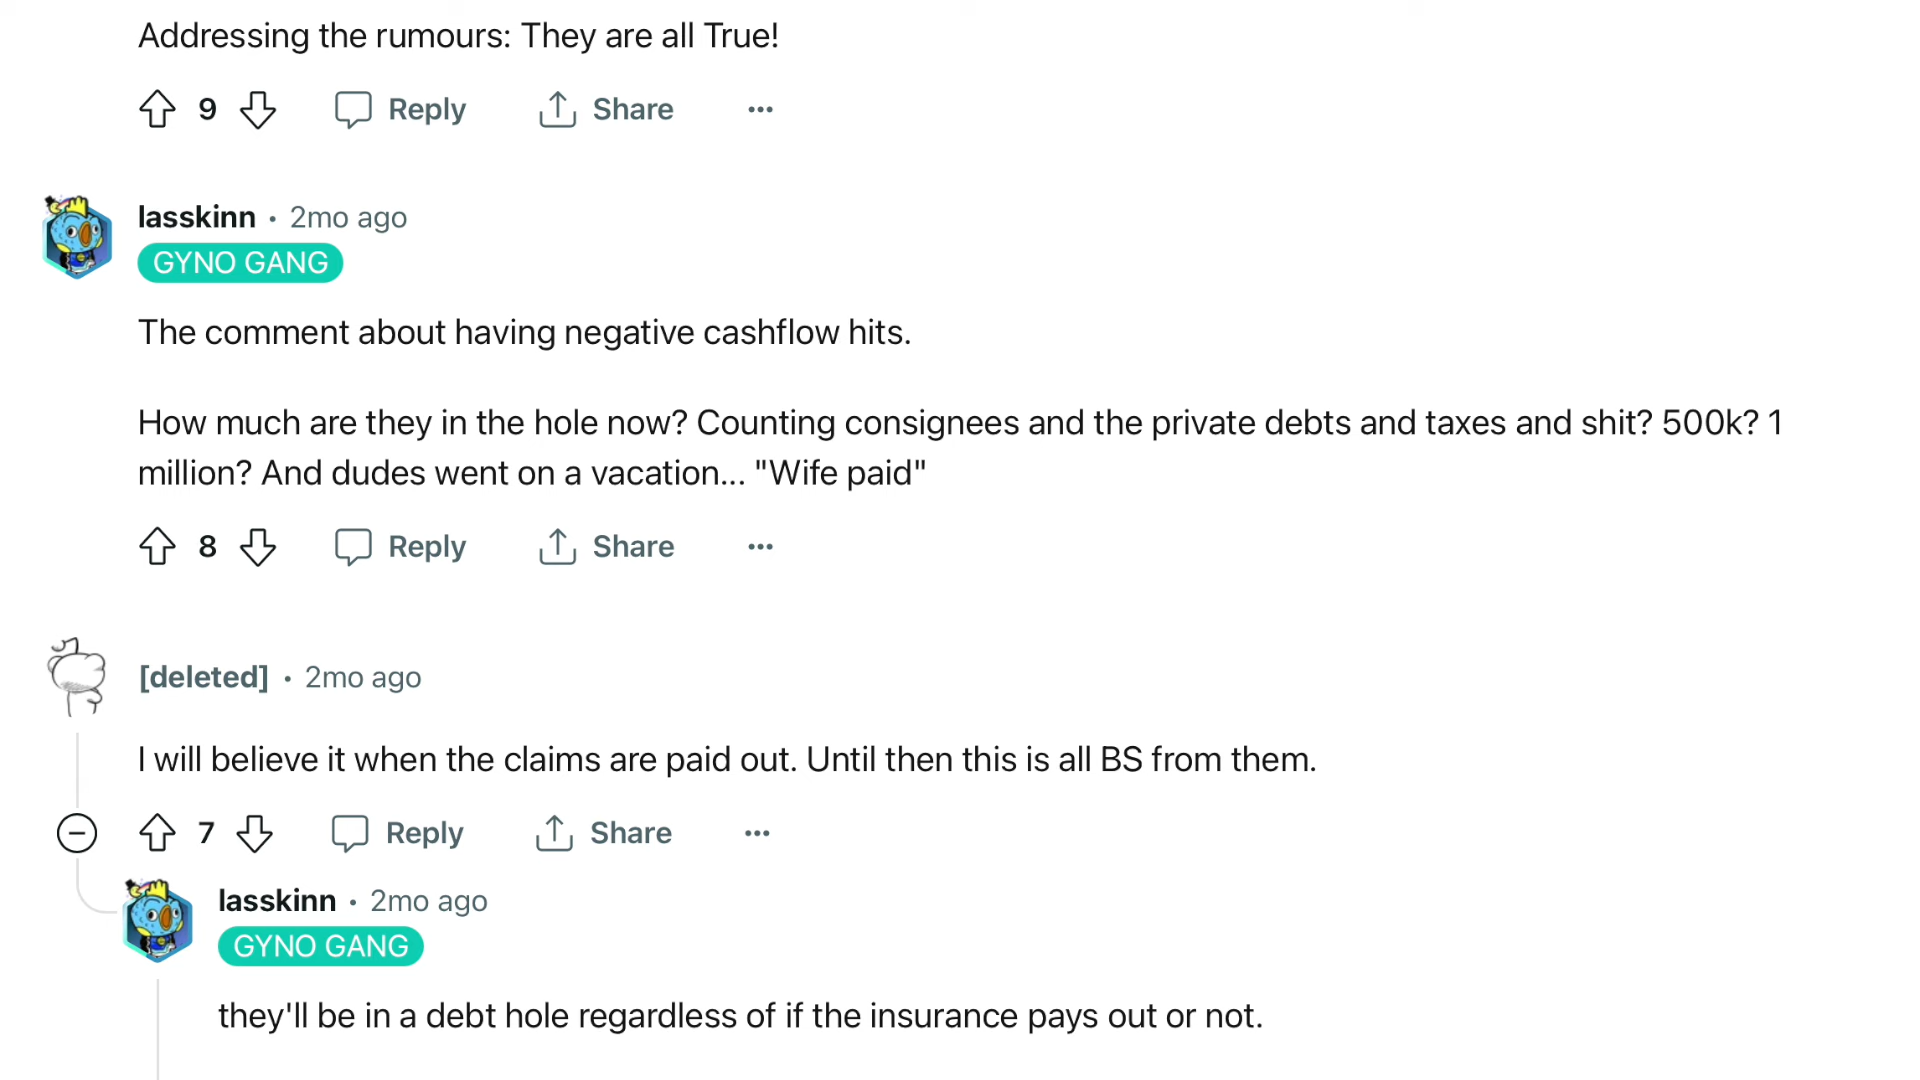 Addressing the rumours: They are all True!
9 Reply Share ...
lasskinn • 2mo ago
GYNO GANG
The comment about having negative cashflow hits.
How much are they in the hole now? Counting consignees and the private debts and taxes and shit? 500k? 1
million? And dudes went on a vacation... "Wife paid"
8 Reply Share ...
[deleted] • 2mo ago
I will believe it when the claims are paid out. Until then this is all BS from them.
7 Reply Share ...
lasskinn • 2mo ago
GYNO GANG
they'll be in a debt hole regardless of if the insurance pays out or not.